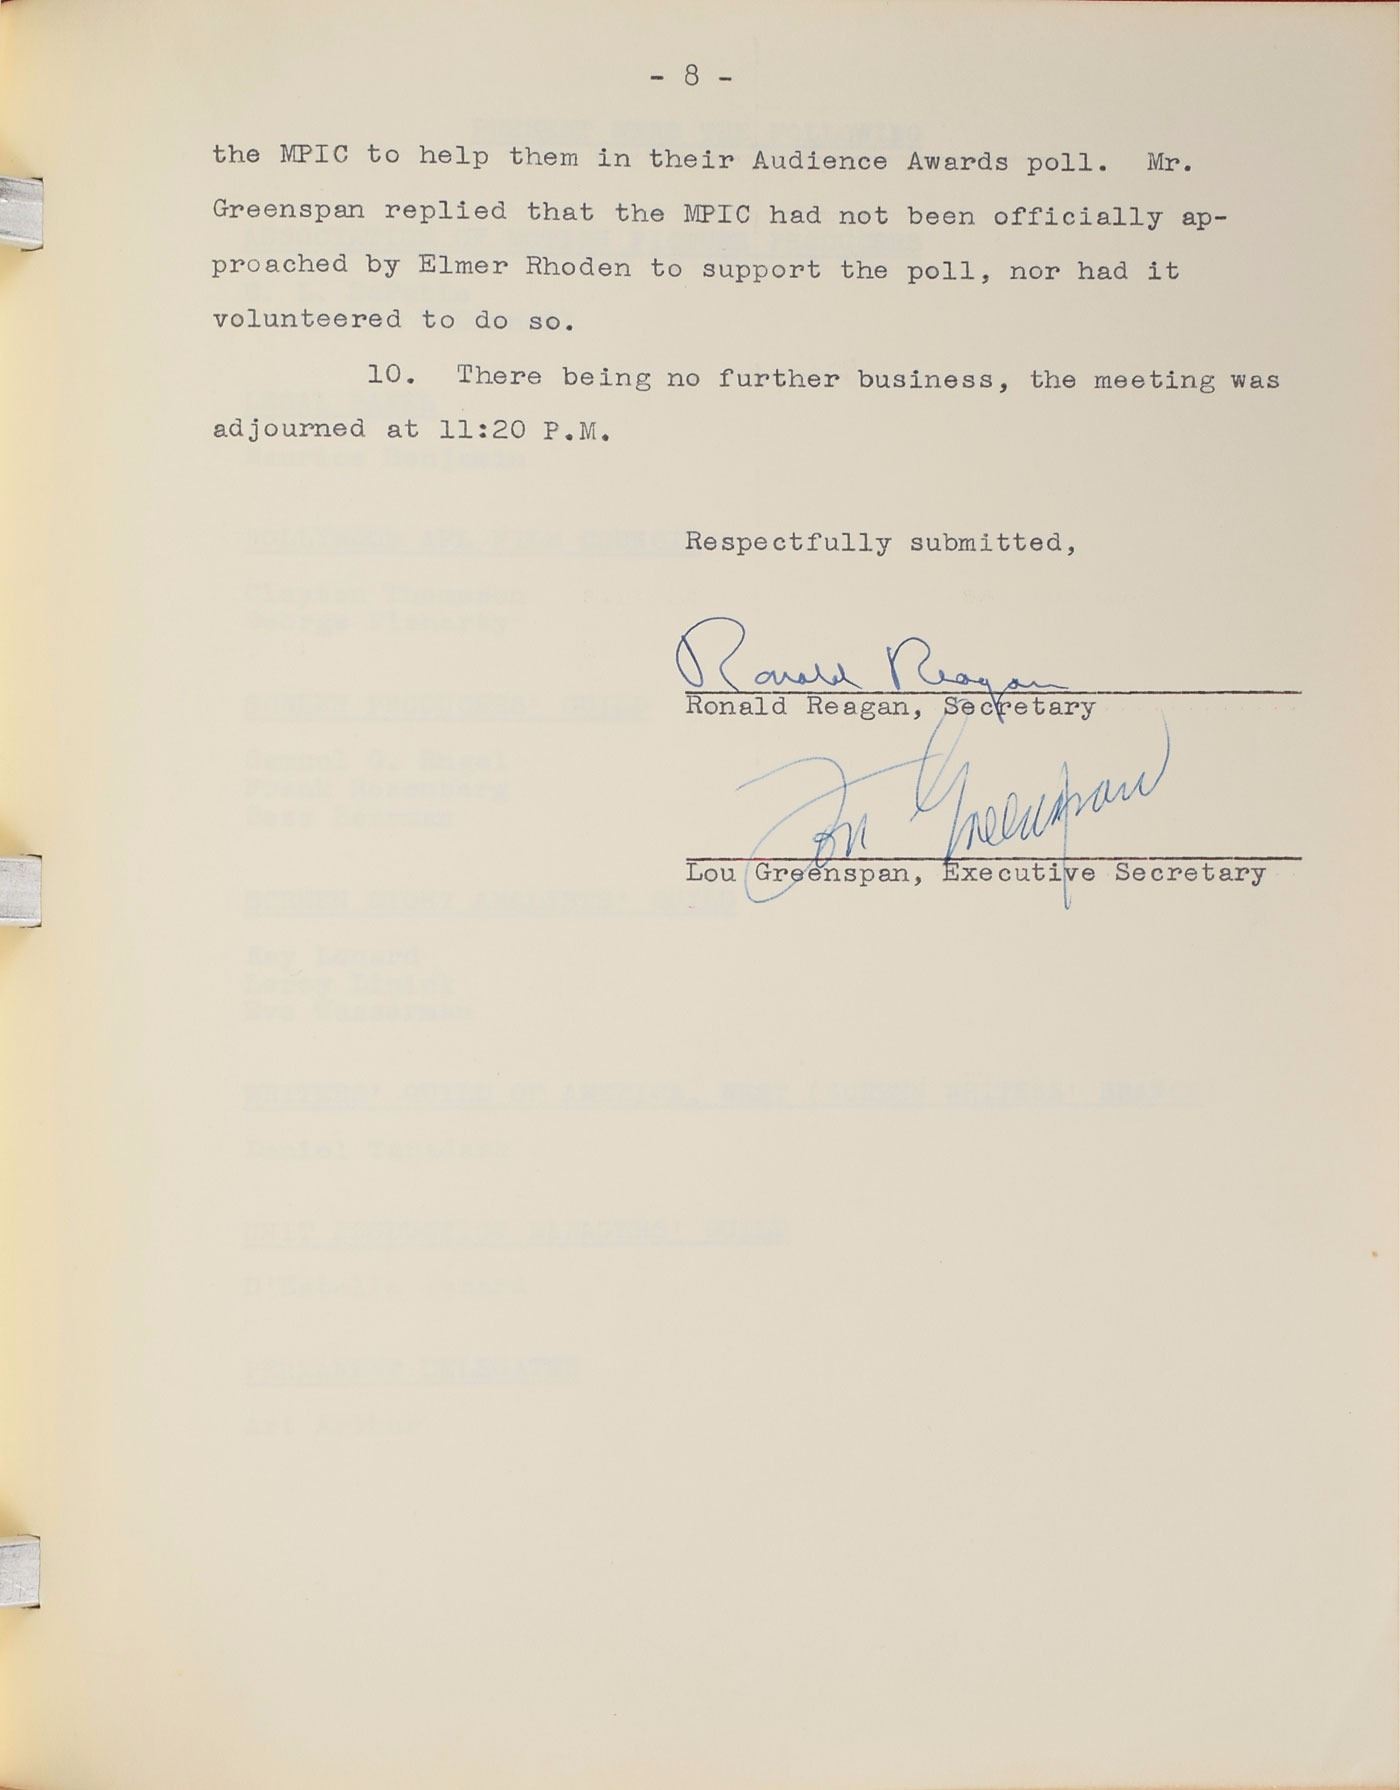 - 8 -
the MPIC to help them in their Audience Awards poll. Mr.
Greenspan replied that the MPIC had not been officially ap-
proached by Elmer Rhoden to support the poll, nor had it
volunteered to do so.
10. There being no further business, the meeting was
adjourned at 11:20 P.M.
Respectfully submitted,
Ronald Reagan
Ronald Reagan, Secretary
Lou Greenspan
Lou Greenspan, Executive Secretary